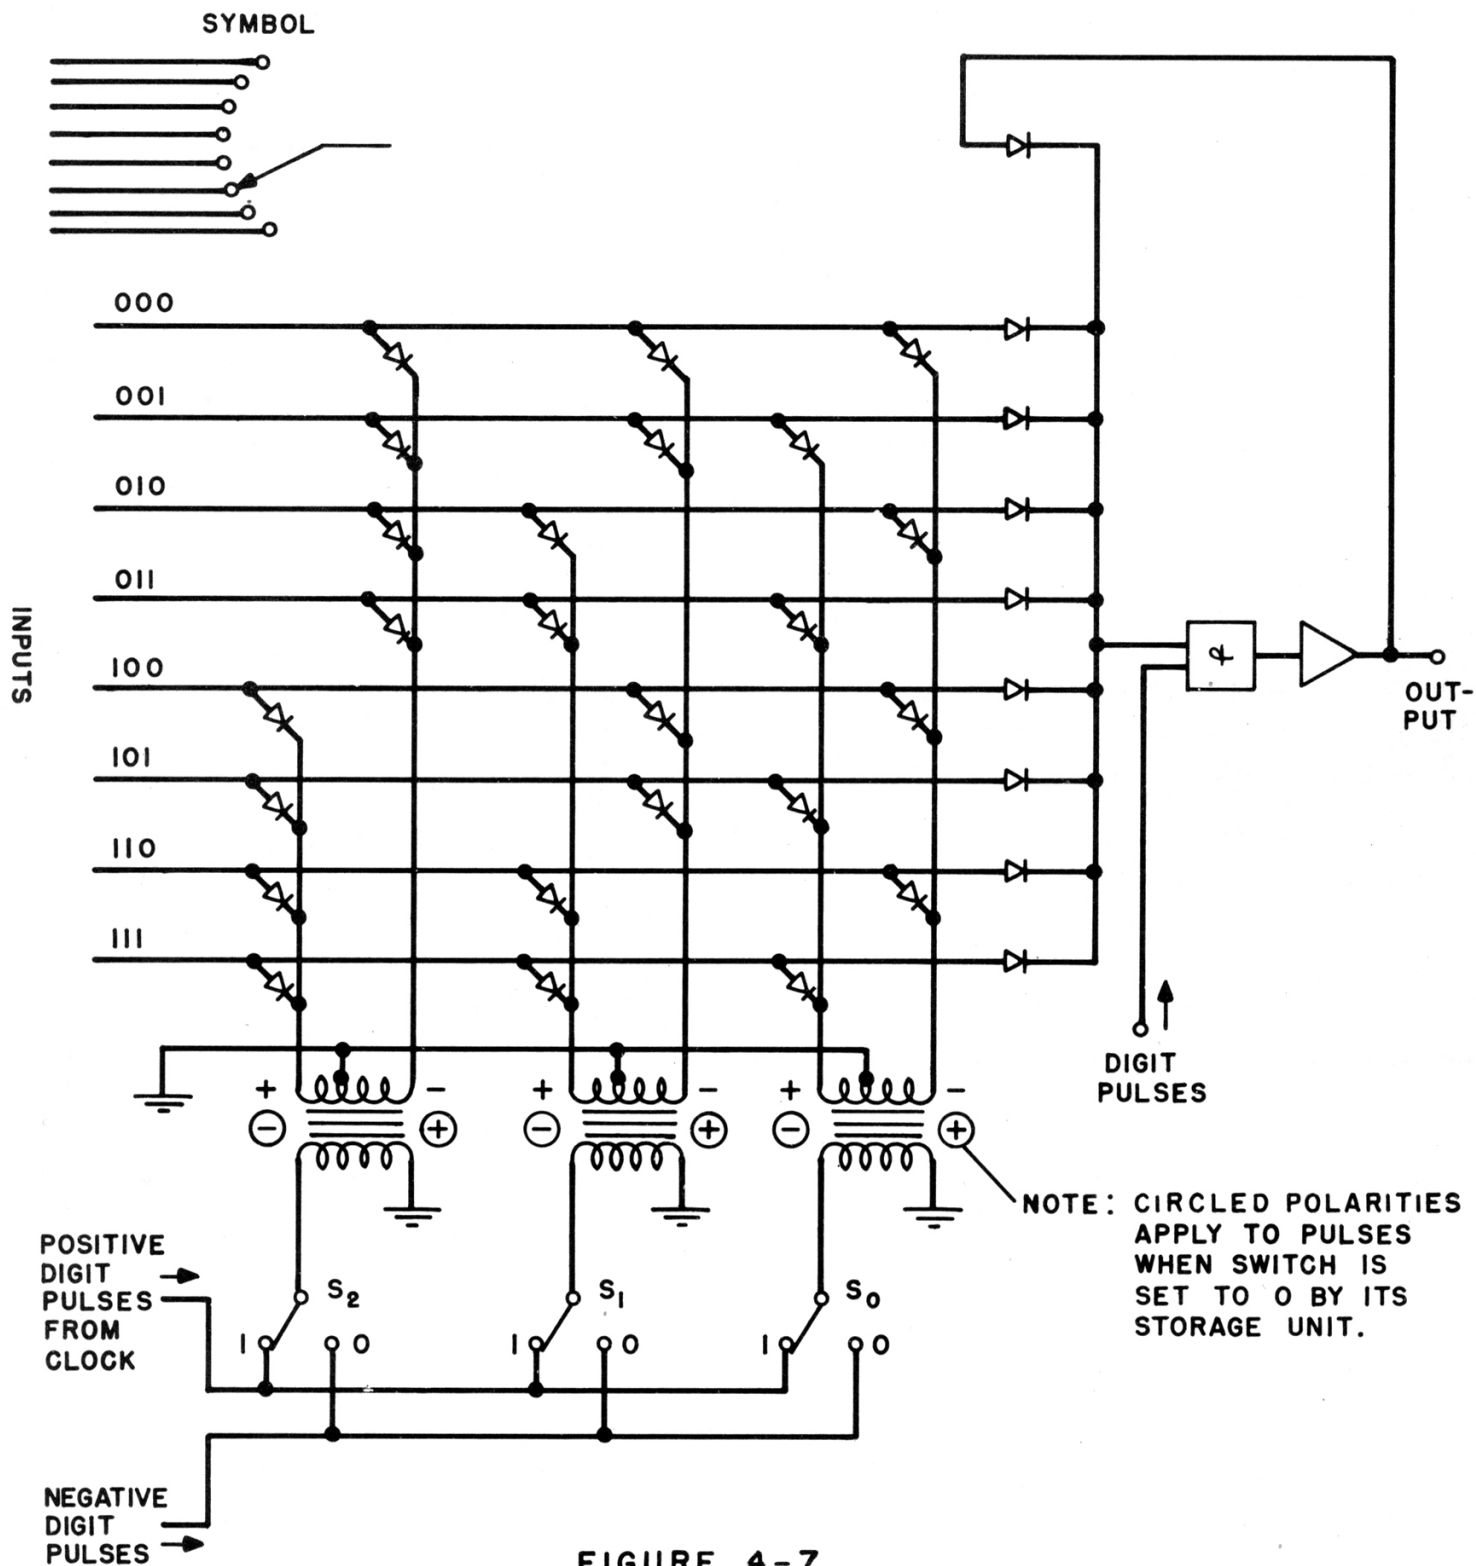 SYMBOL
000
001
010
011
100
101
110
111
INPUTS
&
OUT-
PUT
DIGIT
PULSES
+ - + - + -
- + - + - +
NOTE: CIRCLED POLARITIES
APPLY TO PULSES
WHEN SWITCH IS
SET TO 0 BY ITS
STORAGE UNIT.
POSITIVE
DIGIT
PULSES
FROM
CLOCK
S2
S1
S0
1 0 1 0 1 0
NEGATIVE
DIGIT
PULSES
FIGURE 4-7